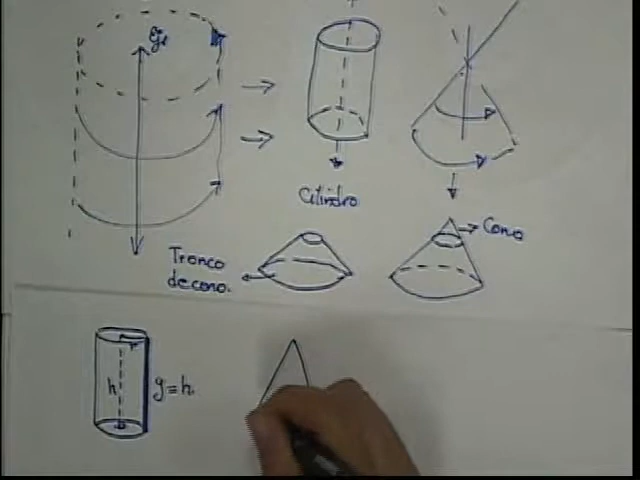 Cilindro
Cono
Tronco
de cono.
r
h
g=h.